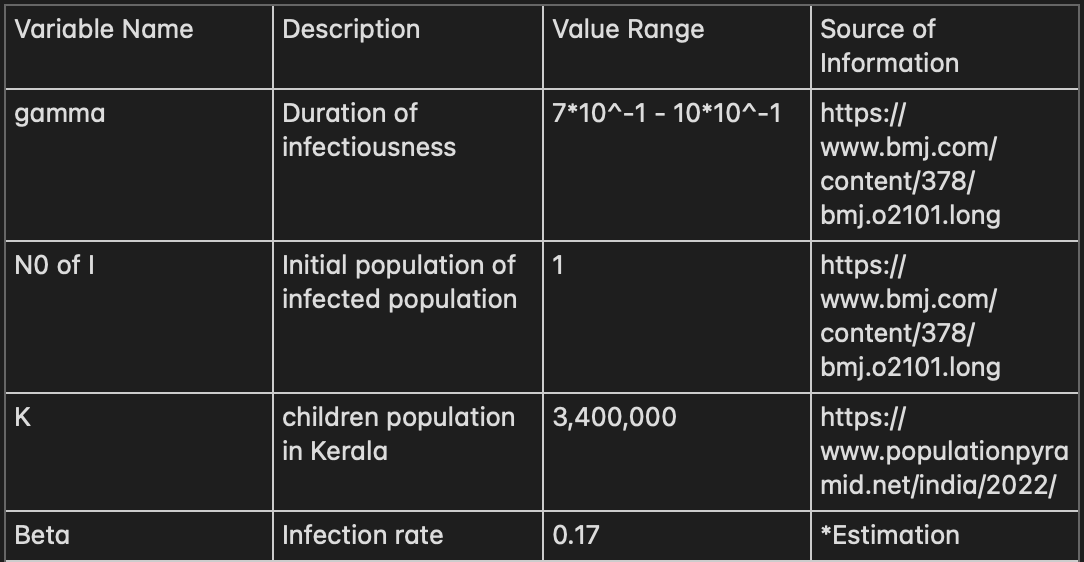 Variable Name
Description
Value Range
Source of
Information
gamma
Duration of
infectiousness
7*10^-1 - 10*10^-1
https://
www.bmj.com/
content/378/
bmj.o2101.long
N0 of I
Initial population of
infected population
1
https://
www.bmj.com/
content/378/
bmj.o2101.long
K
children population
in Kerala
3,400,000
https://
www.populationpyra
mid.net/india/2022/
Beta
Infection rate
0.17
*Estimation